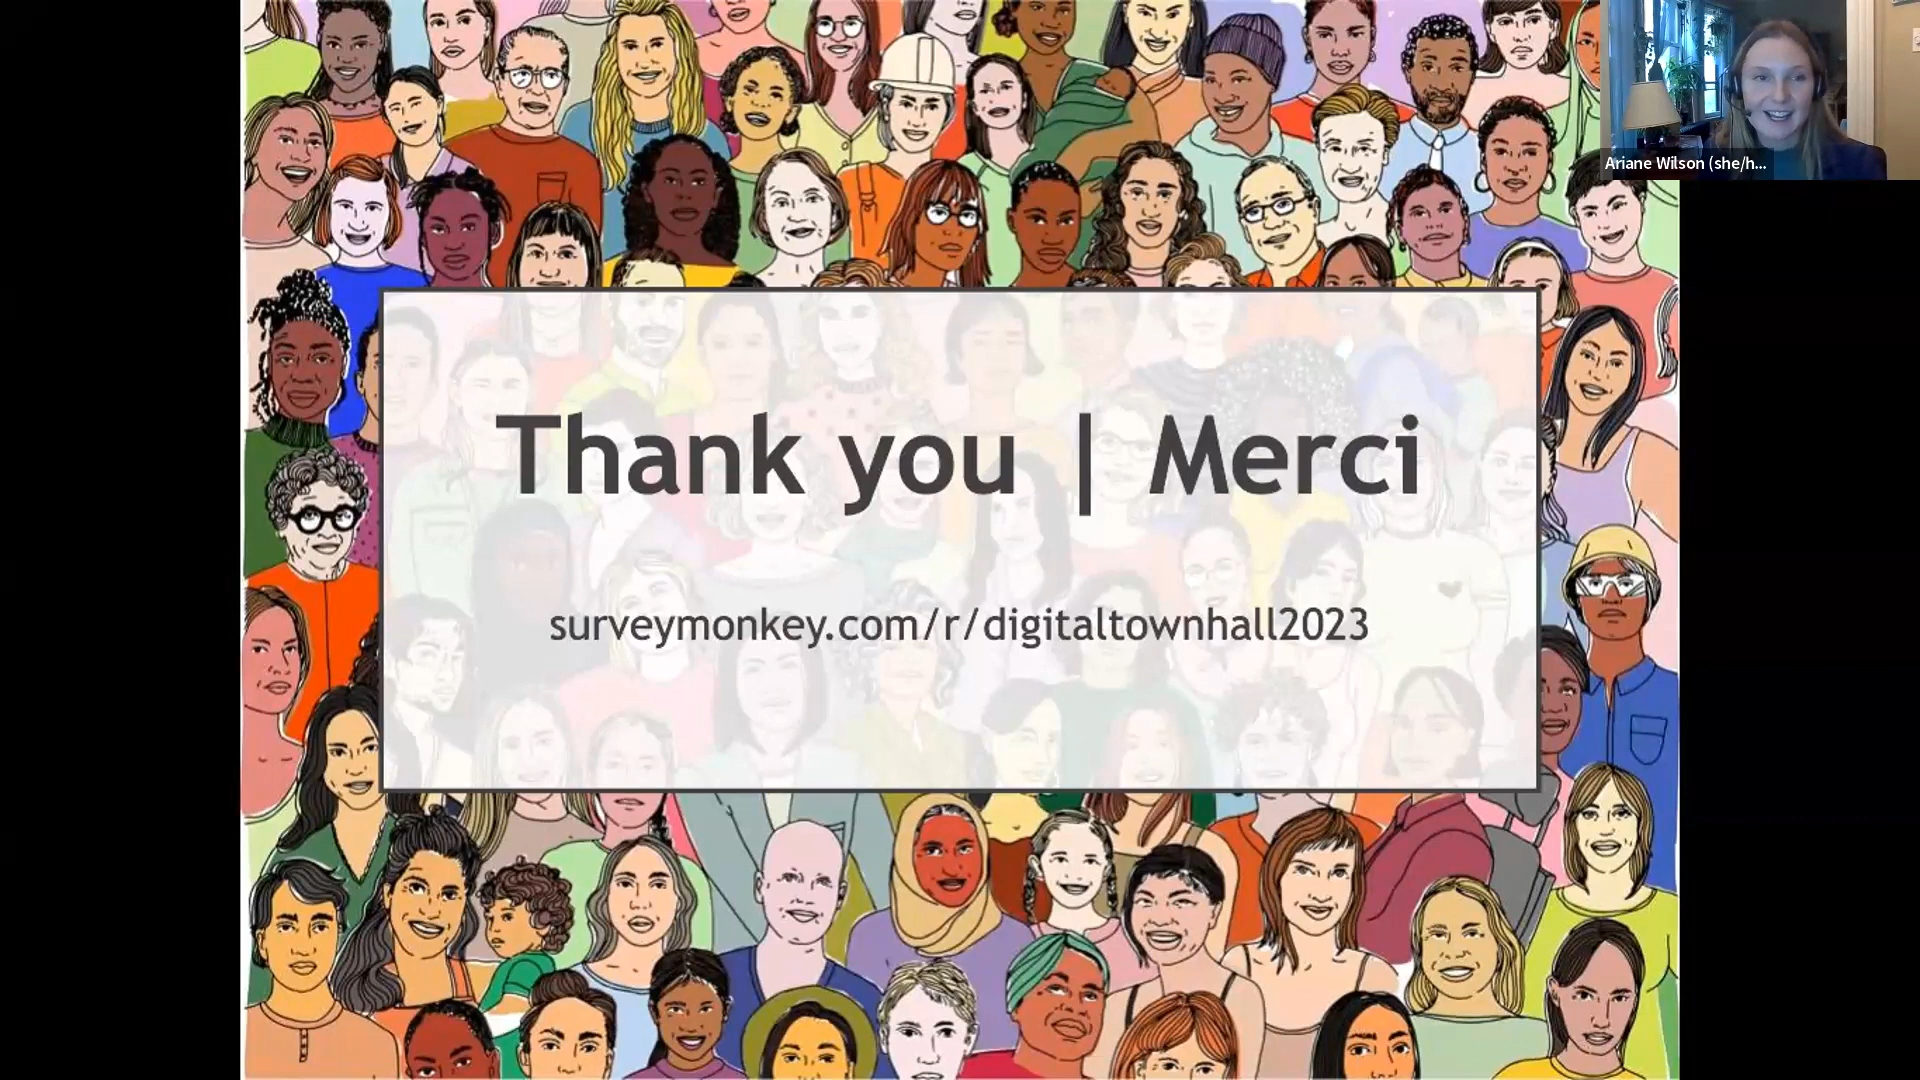 Ariane Wilson (she/h...
Thank you | Merci
surveymonkey.com/r/digitaltownhall2023